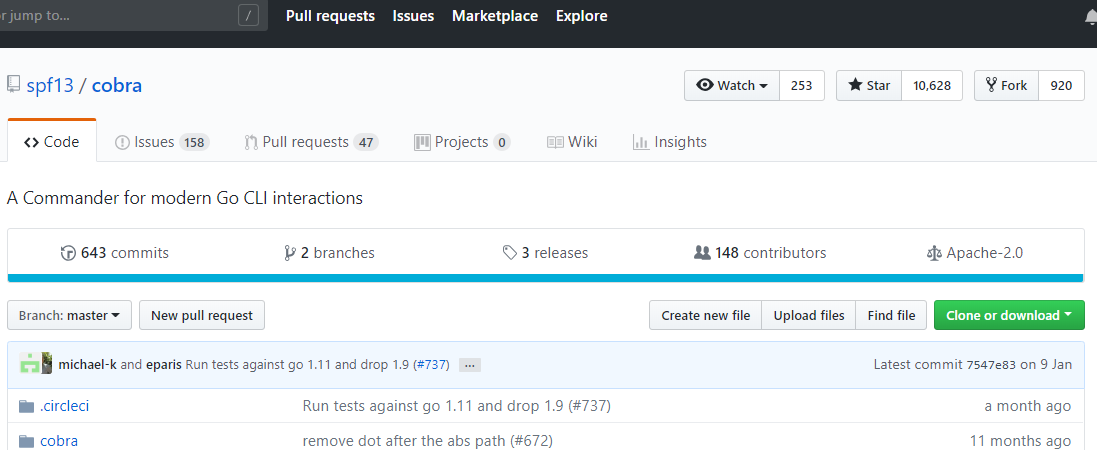 or jump to... /
Pull requests Issues Marketplace Explore
spf13 / cobra
Watch 253 Star 10,628 Fork 920
Code Issues 158 Pull requests 47 Projects 0 Wiki Insights
A Commander for modern Go CLI interactions
643 commits 2 branches 3 releases 148 contributors Apache-2.0
Branch: master New pull request Create new file Upload files Find file Clone or download
michael-k and eparis Run tests against go 1.11 and drop 1.9 (#737) ... Latest commit 7547e83 on 9 Jan
.circleci Run tests against go 1.11 and drop 1.9 (#737) a month ago
cobra remove dot after the abs path (#672) 11 months ago